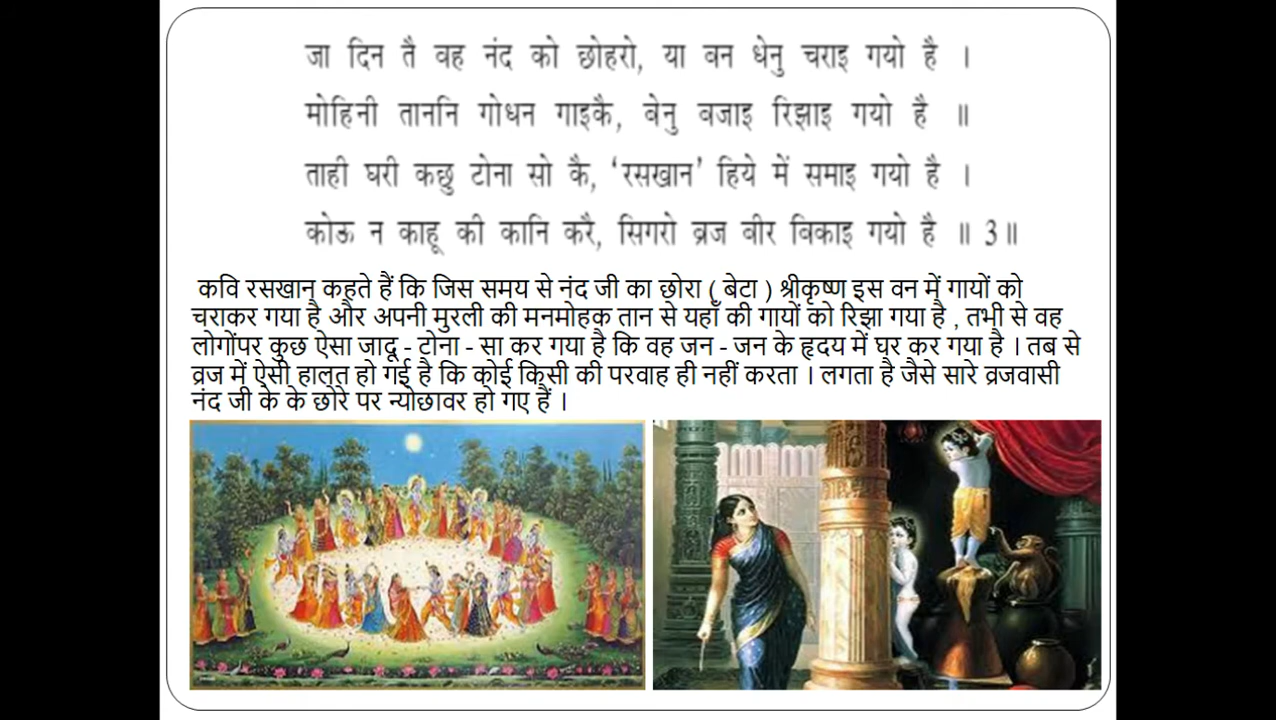 जा दिन तै वह नंद को छोहरो, या वन धेनु चराइ गयो है ।
मोहिनी ताननि गोधन गाइकै, बेनु बजाइ रिझाइ गयो है ॥
ताही घरी कछु टोना सो कै, ‘रसखान’ हिये में समाइ गयो है ।
कोऊ न काहू की कानि करै, सिगरो ब्रज बीर बिकाइ गयो है ॥ 3॥
कवि रसखान कहते हैं कि जिस समय से नंद जी का छोरा ( बेटा ) श्रीकृष्ण इस वन में गायों को
चराकर गया है और अपनी मुरली की मनमोहक तान से यहाँ की गायों को रिझा गया है , तभी से वह
लोगोंपर कुछ ऐसा जादू - टोना - सा कर गया है कि वह जन - जन के हृदय में घर कर गया है । तब से
व्रज में ऐसी हालत हो गई है कि कोई किसी की परवाह ही नहीं करता । लगता है जैसे सारे व्रजवासी
नंद जी के के छोरे पर न्योछावर हो गए हैं ।